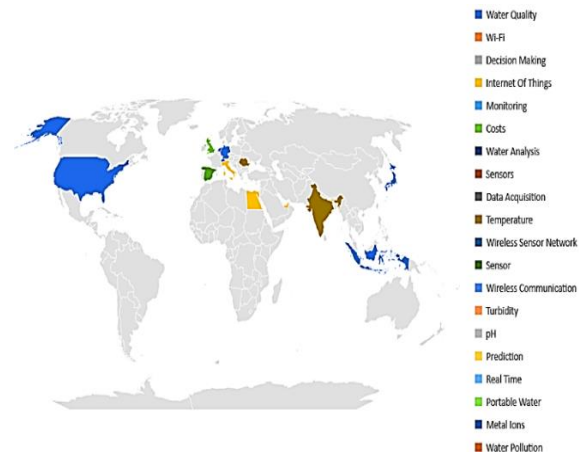 Water Quality
Wi-Fi
Decision Making
Internet Of Things
Monitoring
Costs
Water Analysis
Sensors
Data Acquisition
Temperature
Wireless Sensor Network
Sensor
Wireless Communication
Turbidity
pH
Prediction
Real Time
Portable Water
Metal Ions
Water Pollution